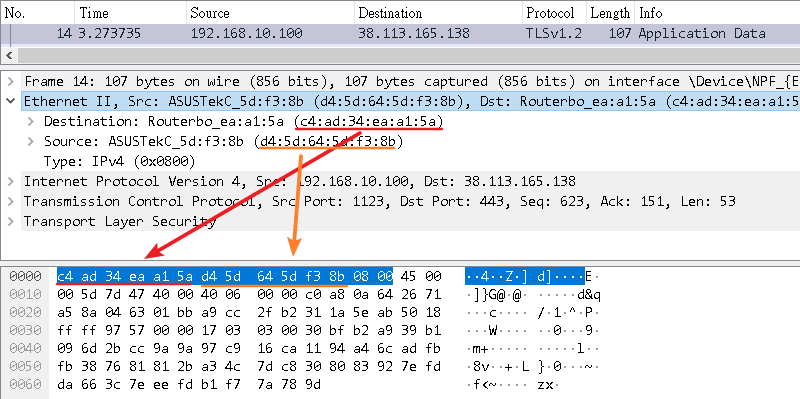 No. Time Source Destination Protocol Length Info
14 3.273735 192.168.10.100 38.113.165.138 TLSv1.2 107 Application Data
Frame 14: 107 bytes on wire (856 bits), 107 bytes captured (856 bits) on interface \Device\NPF_{E
Ethernet II, Src: ASUSTekC_5d:f3:8b (d4:5d:64:5d:f3:8b), Dst: Routerbo_ea:a1:5a (c4:ad:34:ea:a1:5
Destination: Routerbo_ea:a1:5a (c4:ad:34:ea:a1:5a)
Source: ASUSTekC_5d:f3:8b (d4:5d:64:5d:f3:8b)
Type: IPv4 (0x0800)
Internet Protocol Version 4, Src: 192.168.10.100, Dst: 38.113.165.138
Transmission Control Protocol, Src Port: 1123, Dst Port: 443, Seq: 623, Ack: 151, Len: 53
Transport Layer Security
0000 c4 ad 34 ea a1 5a d4 5d 64 5d f3 8b 08 00 45 00 ··4··Z·] d]····E·
0010 00 5d 7d 47 40 00 40 06 00 00 c0 a8 0a 64 26 71 ·]}G@·@· ·····d&q
0020 a5 8a 04 63 01 bb a9 cc 2f b2 31 1a 5e ab 50 18 ···c···· /·1·^·P·
0030 ff ff 97 57 00 00 17 03 03 00 30 bf b2 a9 39 b1 ···W···· ··0···9·
0040 09 6d 2b cc 9a 9a 97 c9 16 ca 11 94 a4 6c ad fb ·m+····· ·····l··
0050 fb 38 76 81 81 2b a3 4c 7d c8 30 80 83 92 7e fd ·8v··+·L }·0···~·
0060 da 66 3c 7e ee fd b1 f7 7a 78 9d ·f<~···· zx·